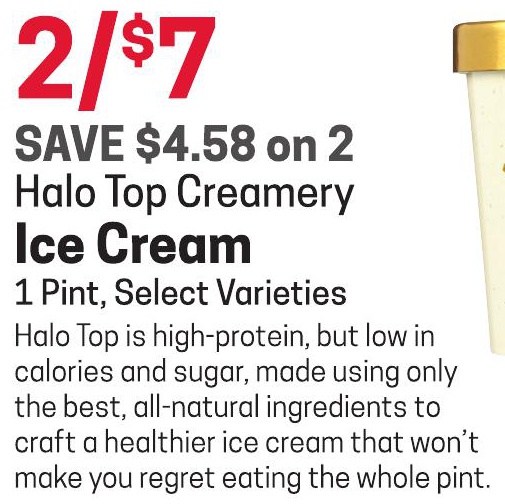 2/$7
SAVE $4.58 on 2
Halo Top Creamery
Ice Cream
1 Pint, Select Varieties
Halo Top is high-protein, but low in
calories and sugar, made using only
the best, all-natural ingredients to
craft a healthier ice cream that won't
make you regret eating the whole pint.